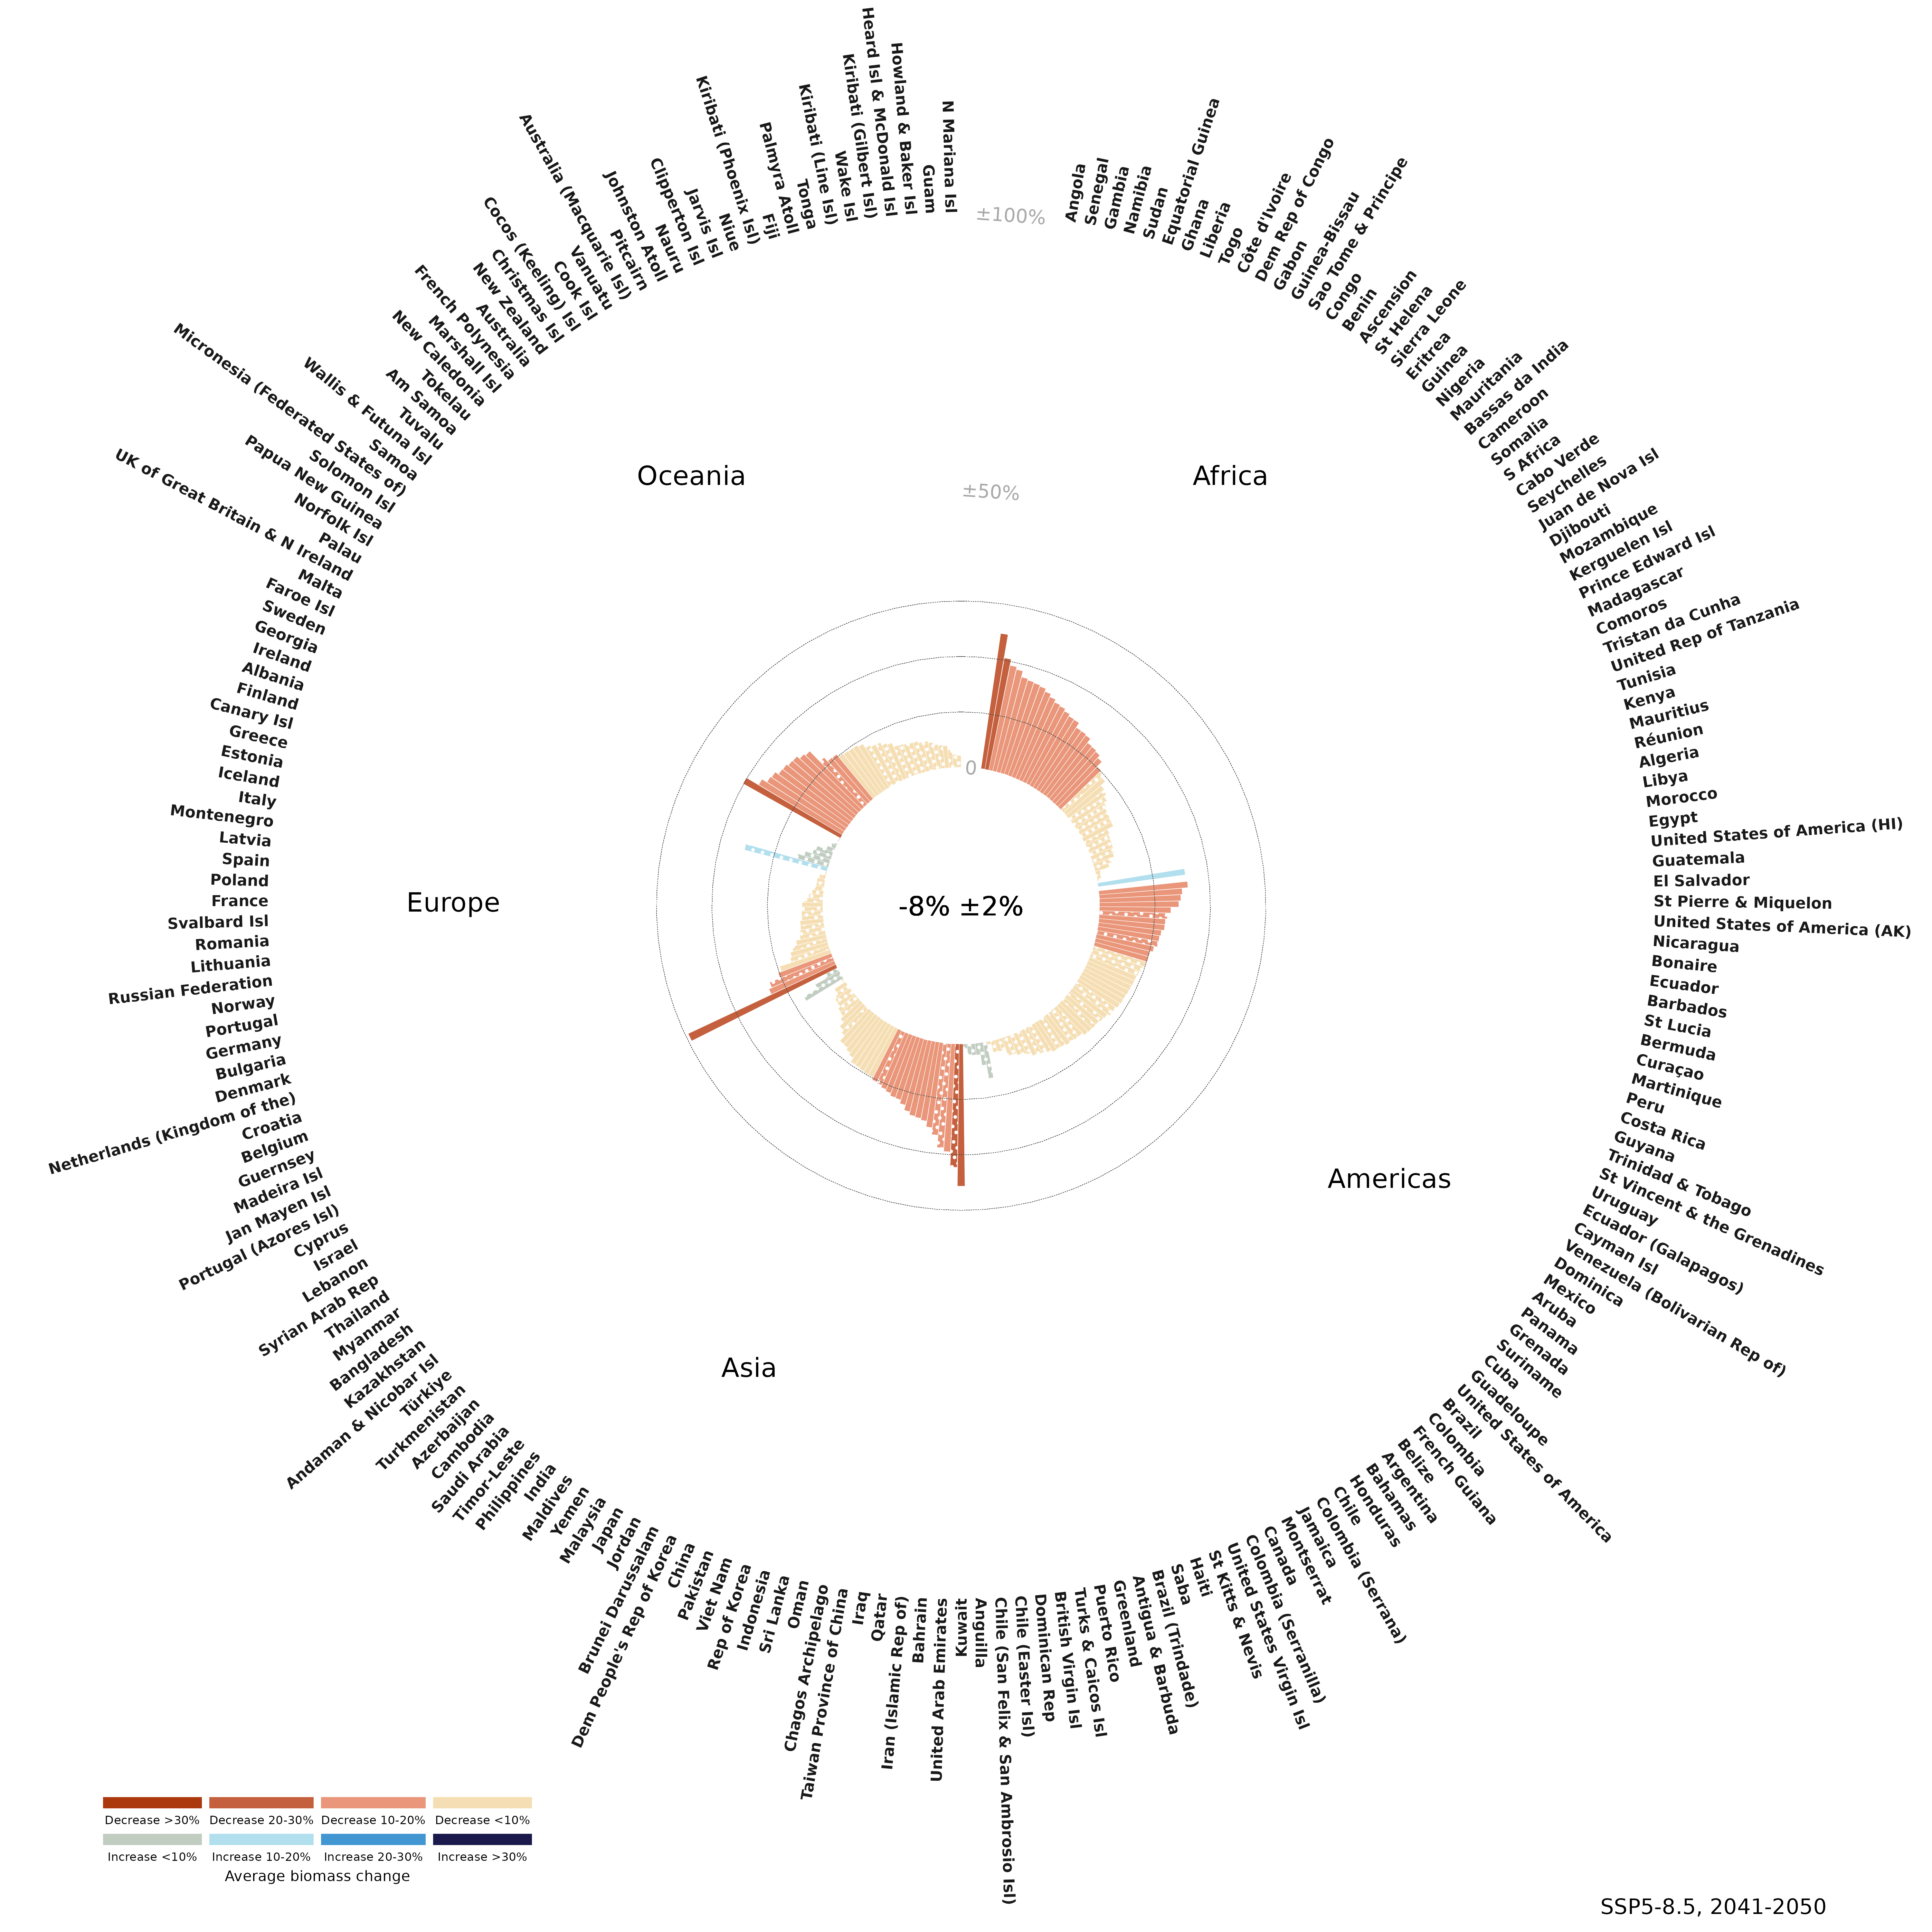 N Mariana Isl
Guam
Howland & Baker Isl
Heard Isl & McDonald Isl
Kiribati (Gilbert Isl)
Wake Isl
Kiribati (Line Isl)
Tonga
Palmyra Atoll
Fiji
Kiribati (Phoenix Isl)
Niue
Jarvis Isl
Clipperton Isl
Nauru
Johnston Atoll
Pitcairn
Australia (Macquarie Isl)
Vanuatu
Cook Isl
Cocos (Keeling) Isl
Christmas Isl
New Zealand
Australia
French Polynesia
Marshall Isl
New Caledonia
Tokelau
Am Samoa
Tuvalu
Wallis & Futuna Isl
Samoa
Micronesia (Federated States of)
Solomon Isl
Papua New Guinea
Norfolk Isl
Palau
UK of Great Britain & N Ireland
Malta
Faroe Isl
Sweden
Georgia
Ireland
Albania
Finland
Canary Isl
Greece
Estonia
Iceland
Italy
Montenegro
Latvia
Spain
Poland
France
Svalbard Isl
Romania
Lithuania
Russian Federation
Norway
Portugal
Germany
Bulgaria
Denmark
Netherlands (Kingdom of the)
Croatia
Belgium
Guernsey
Madeira Isl
Jan Mayen Isl
Portugal (Azores Isl)
Cyprus
Israel
Lebanon
Syrian Arab Rep
Thailand
Myanmar
Bangladesh
Kazakhstan
Andaman & Nicobar Isl
Türkiye
Turkmenistan
Azerbaijan
Cambodia
Saudi Arabia
Timor-Leste
Philippines
India
Maldives
Yemen
Malaysia
Japan
Jordan
Brunei Darussalam
Dem People's Rep of Korea
China
Pakistan
Viet Nam
Rep of Korea
Indonesia
Sri Lanka
Oman
Chagos Archipelago
Taiwan Province of China
Iraq
Qatar
Iran (Islamic Rep of)
Bahrain
United Arab Emirates
Kuwait
Anguilla
Chile (San Felix & San Ambrosio Isl)
Chile (Easter Isl)
Dominican Rep
British Virgin Isl
Turks & Caicos Isl
Puerto Rico
Greenland
Antigua & Barbuda
Brazil (Trindade)
Saba
Haiti
St Kitts & Nevis
United States Virgin Isl
Colombia (Serranilla)
Canada
Montserrat
Jamaica
Colombia (Serrana)
Chile
Honduras
Bahamas
Argentina
Belize
French Guiana
Colombia
Brazil
United States of America
Guadeloupe
Cuba
Suriname
Grenada
Panama
Aruba
Mexico
Dominica
Venezuela (Bolivarian Rep of)
Cayman Isl
Ecuador (Galapagos)
Uruguay
St Vincent & the Grenadines
Trinidad & Tobago
Guyana
Costa Rica
Peru
Martinique
Curaçao
Bermuda
St Lucia
Barbados
Ecuador
Bonaire
Nicaragua
United States of America (AK)
St Pierre & Miquelon
El Salvador
Guatemala
United States of America (HI)
Egypt
Morocco
Libya
Algeria
Réunion
Mauritius
Kenya
Tunisia
United Rep of Tanzania
Tristan da Cunha
Comoros
Madagascar
Prince Edward Isl
Kerguelen Isl
Mozambique
Djibouti
Juan de Nova Isl
Seychelles
Cabo Verde
S Africa
Somalia
Cameroon
Bassas da India
Mauritania
Nigeria
Guinea
Eritrea
Sierra Leone
St Helena
Ascension
Benin
Congo
Sao Tome & Principe
Guinea-Bissau
Gabon
Dem Rep of Congo
Côte d'Ivoire
Togo
Liberia
Ghana
Equatorial Guinea
Sudan
Namibia
Gambia
Senegal
Angola
±100%
±50%
0
Oceania
Africa
Europe
-8% ±2%
Americas
Asia
Decrease >30%
Decrease 20-30%
Decrease 10-20%
Decrease <10%
Increase <10%
Increase 10-20%
Increase 20-30%
Increase >30%
Average biomass change
SSP5-8.5, 2041-2050